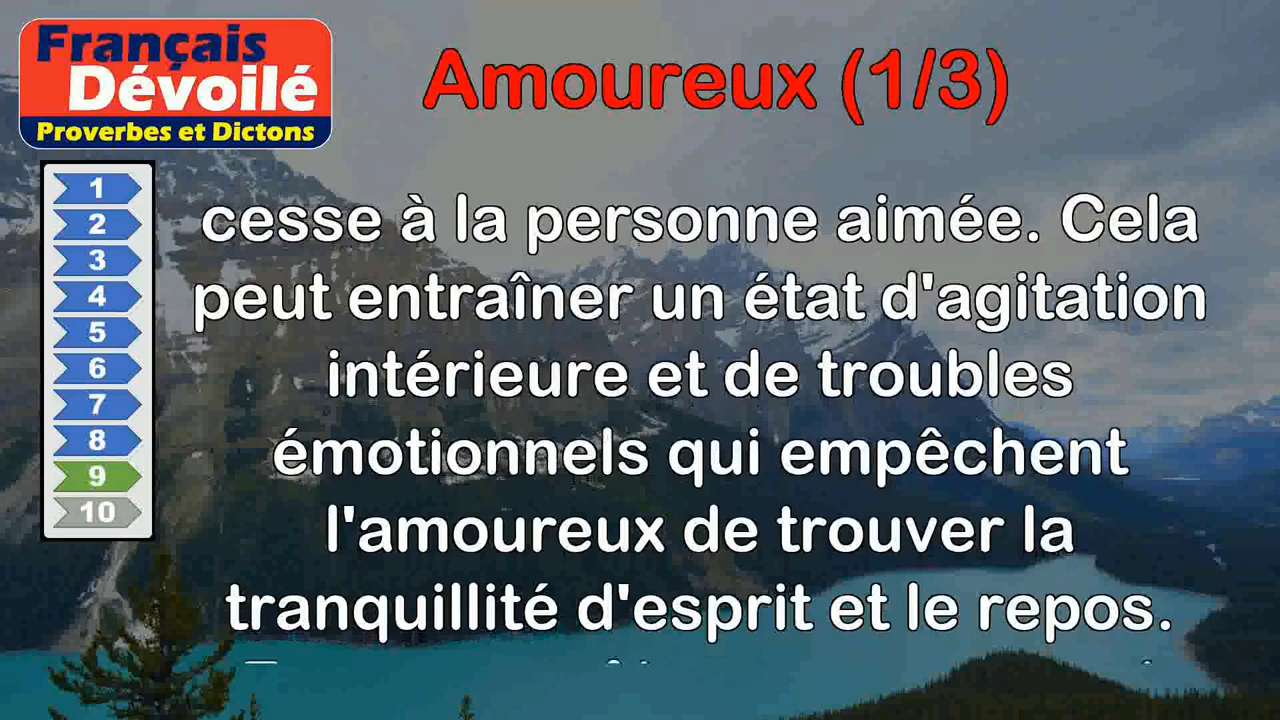 Français
Dévoilé
Proverbes et Dictons
Amoureux (1/3)
1
2
3
4
5
6
7
8
9
10
cesse à la personne aimée. Cela
peut entraîner un état d'agitation
intérieure et de troubles
émotionnels qui empêchent
l'amoureux de trouver la
tranquillité d'esprit et le repos.